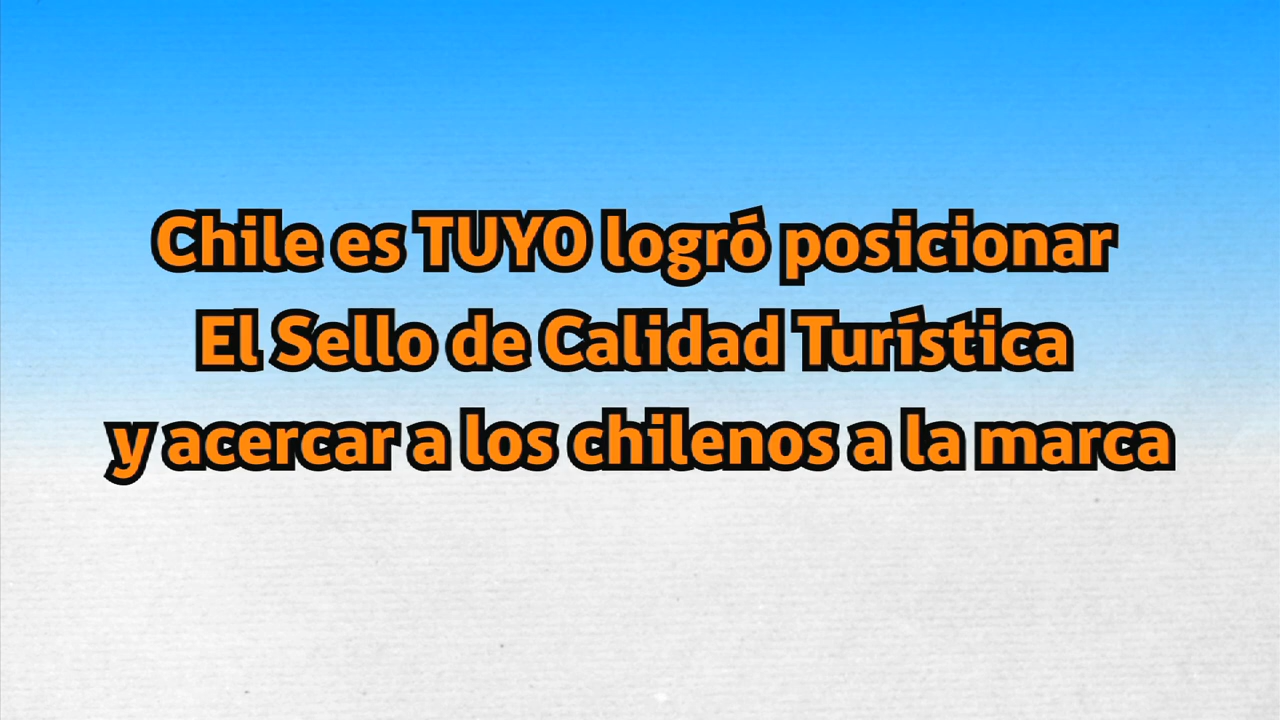 Chile es TUYO logró posicionar
El Sello de Calidad Turística
y acercar a los chilenos a la marca